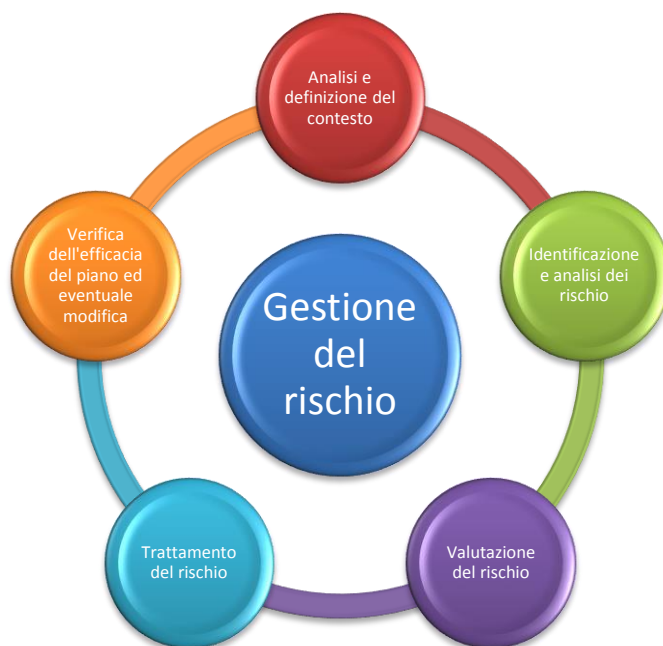 Analisi e
definizione del
contesto
Identificazione
e analisi dei
rischio
Valutazione
del rischio
Trattamento
del rischio
Verifica
dell'efficacia
del piano ed
eventuale
modifica
Gestione
del
rischio